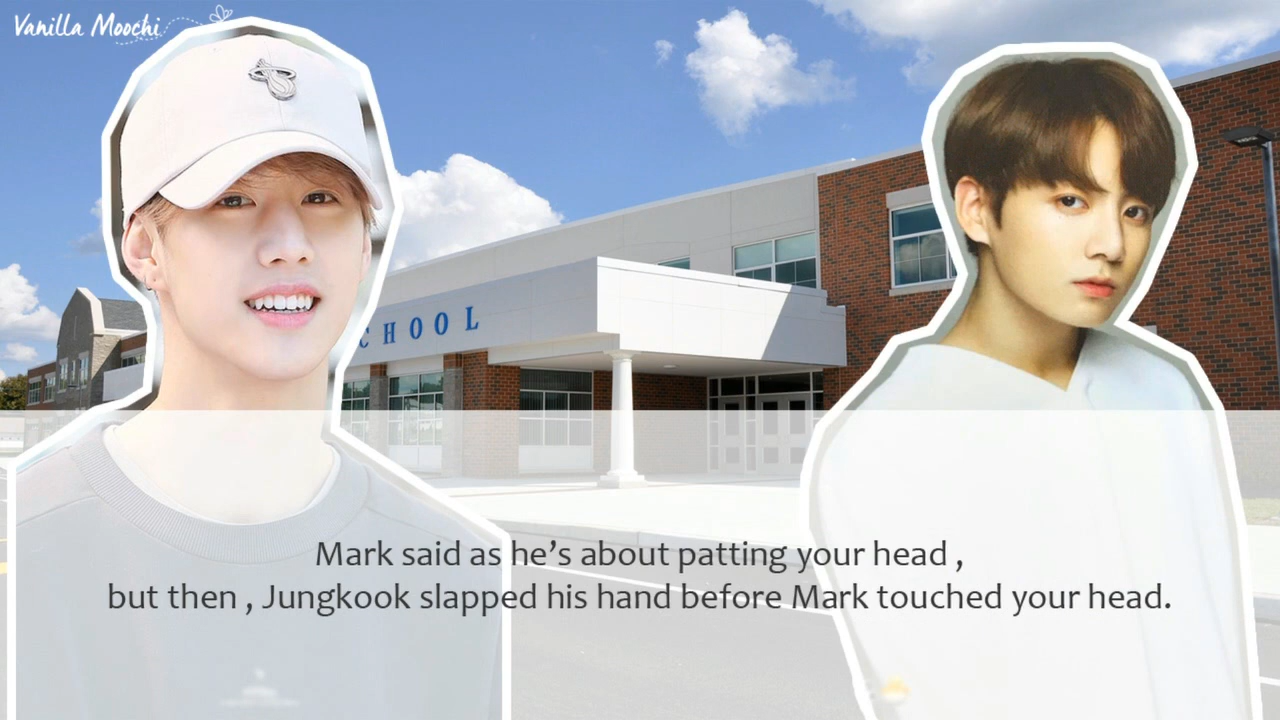 Vanilla Moochi
CHOOL
Mark said as he’s about patting your head ,
but then , Jungkook slapped his hand before Mark touched your head.